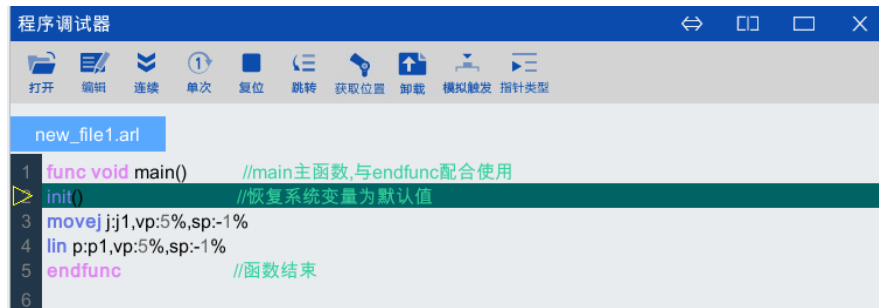 程序调试器
打开 编辑 连续 单次 复位 跳转 获取位置 卸载 模拟触发 指针类型
new_file1.arl
1 func void main() //main主函数,与endfunc配合使用
2 init() //恢复系统变量为默认值
3 movej j:j1,vp:5%,sp:-1%
4 lin p:p1,vp:5%,sp:-1%
5 endfunc //函数结束
6